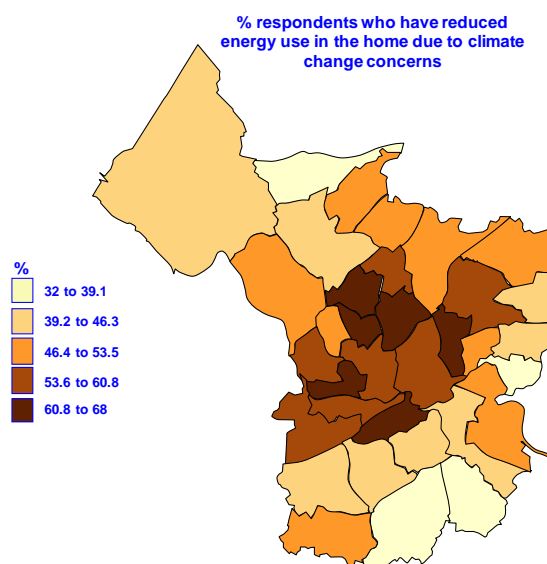 % respondents who have reduced
energy use in the home due to climate
change concerns
%
32 to 39.1
39.2 to 46.3
46.4 to 53.5
53.6 to 60.8
60.8 to 68